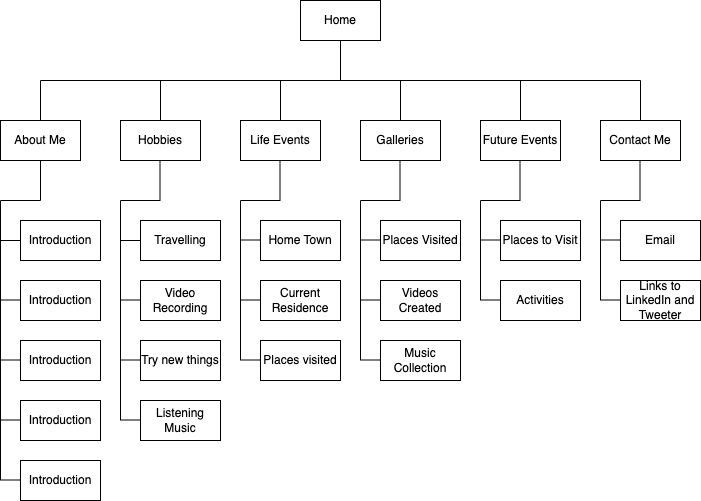 Home
About Me
Hobbies
Life Events
Galleries
Future Events
Contact Me
Introduction
Travelling
Home Town
Places Visited
Places to Visit
Email
Introduction
Video
Recording
Current
Residence
Videos
Created
Activities
Links to
LinkedIn and
Tweeter
Introduction
Try new things
Places visited
Music
Collection
Introduction
Listening
Music
Introduction